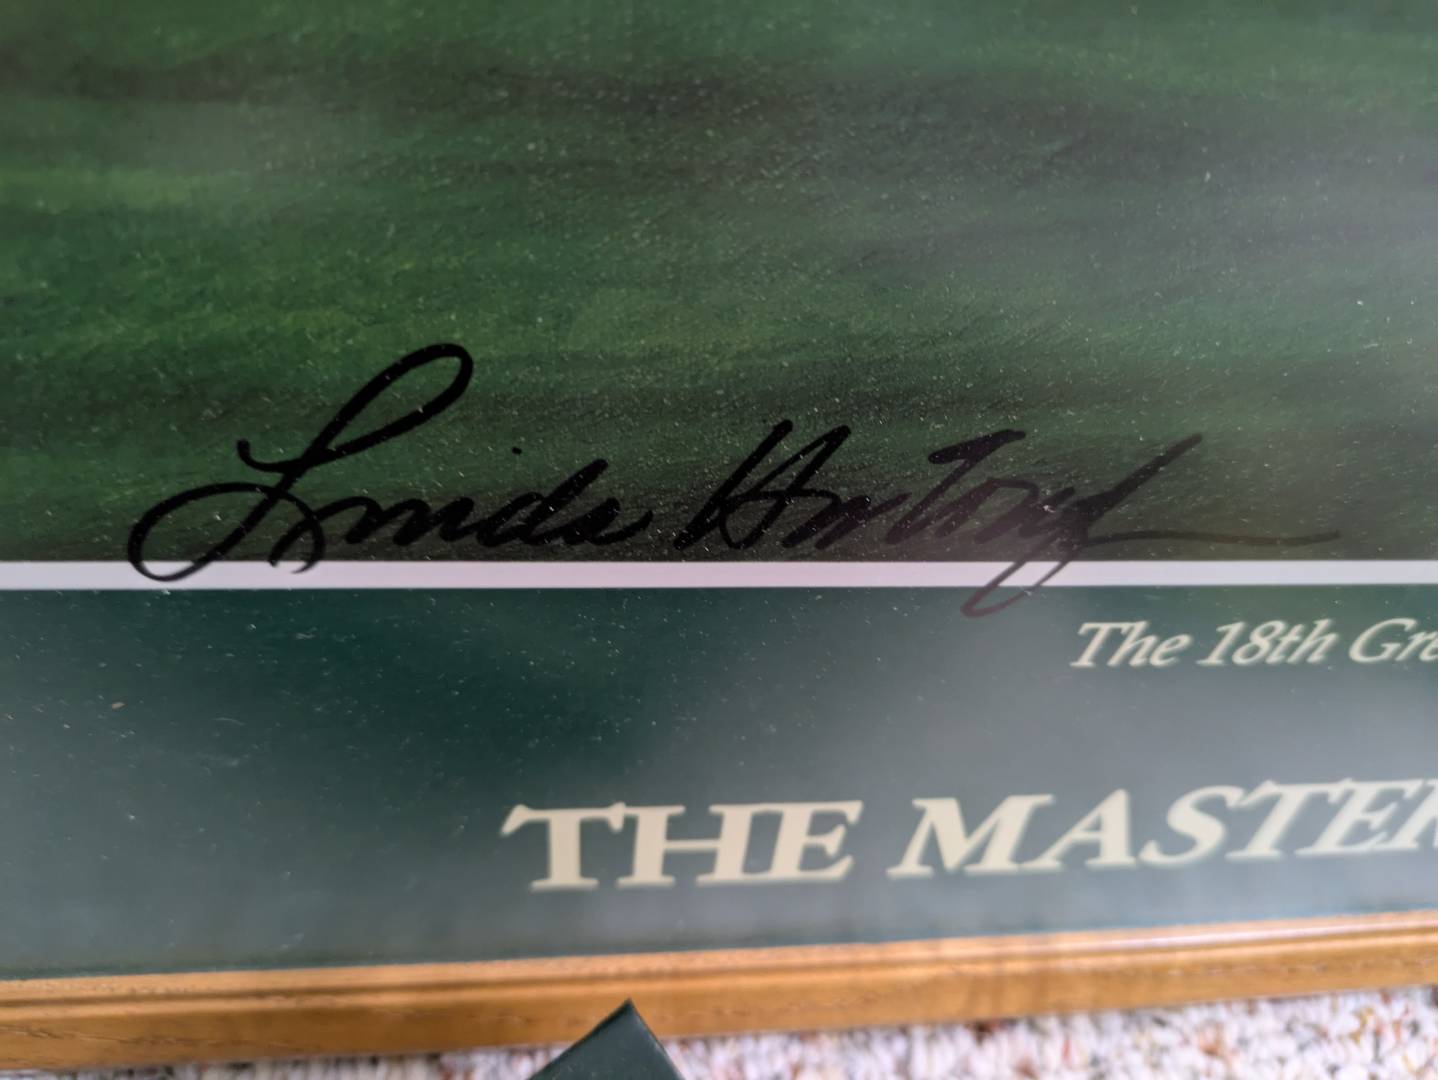 Linda Hartough
The 18th Gre
THE MASTER